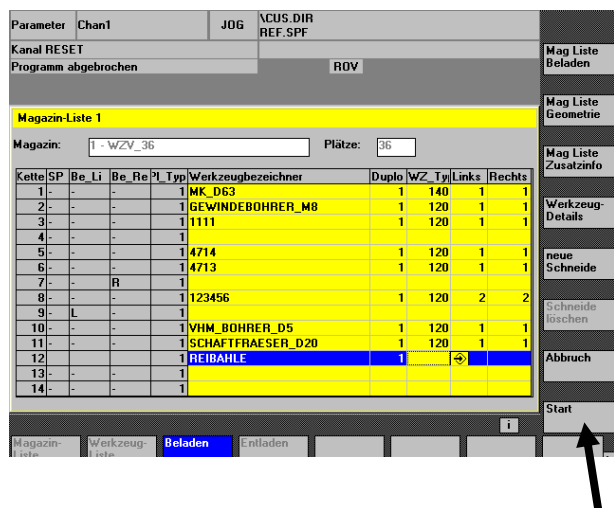 Parameter Chan1 JOG \CUS.DIR
REF.SPF
Kanal RESET
Programm abgebrochen ROV
Magazin-Liste 1
Magazin: 1 - WZV_36 Plätze: 36
Kette SP Be_Li Be_Re Pl_Typ Werkzeugbezeichner Duplo WZ_Ty Links Rechts
1 - - - 1 MK_D63 1 140 1 1
2 - - - 1 GEWINDEBOHRER_M8 1 120 1 1
3 - - - 1 1111 1 120 1 1
4 - - - 1
5 - - - 1 4714 1 120 1 1
6 - - - 1 4713 1 120 1 1
7 - - R 1
8 - - - 1 123456 1 120 2 2
9 - L - 1
10 - - - 1 VHM_BOHRER_D5 1 120 1 1
11 - - - 1 SCHAFTFRAESER_D20 1 120 1 1
12 1 REIBAHLE 1
13 - - - 1
14 - - - 1
Mag Liste
Beladen
Mag Liste
Geometrie
Mag Liste
Zusatzinfo
Werkzeug-
Details
neue
Schneide
Schneide
löschen
Abbruch
Start
i
Magazin-
Liste
Werkzeug-
Liste
Beladen
Entladen